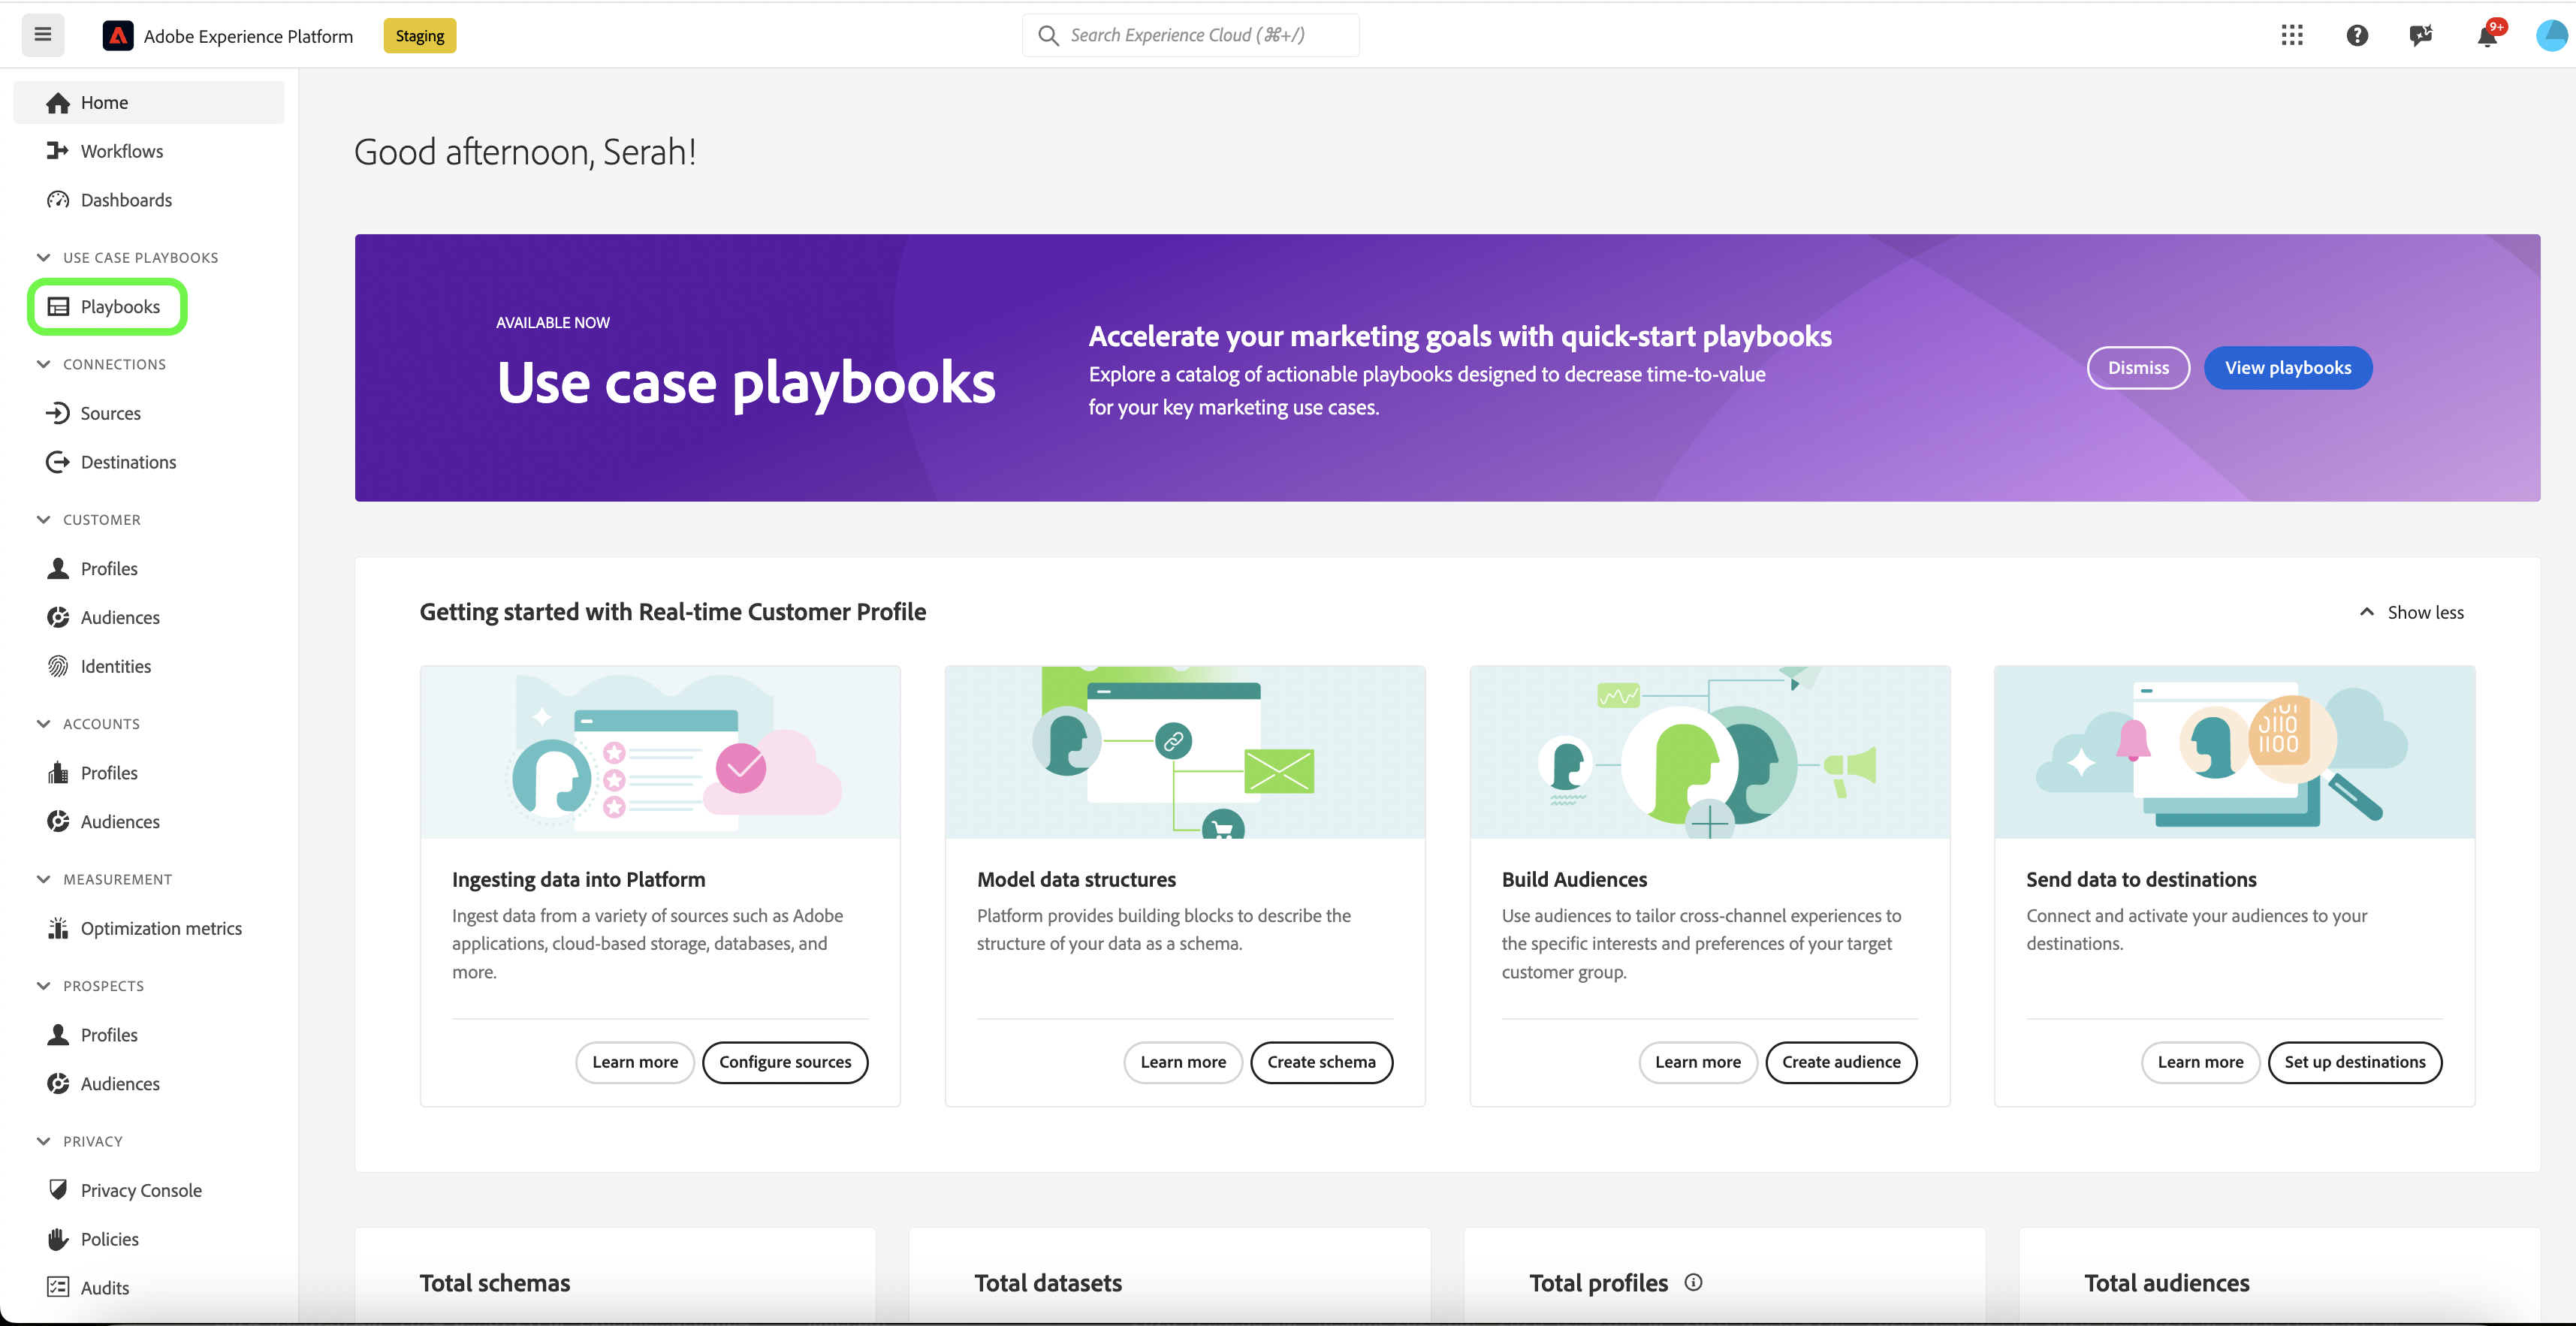 Adobe Experience Platform
Staging
Search Experience Cloud (⌘+/)
9+
Home
Workflows
Dashboards
USE CASE PLAYBOOKS
Playbooks
CONNECTIONS
Sources
Destinations
CUSTOMER
Profiles
Audiences
Identities
ACCOUNTS
Profiles
Audiences
MEASUREMENT
Optimization metrics
PROSPECTS
Profiles
Audiences
PRIVACY
Privacy Console
Policies
Audits
Good afternoon, Serah!
AVAILABLE NOW
Use case playbooks
Accelerate your marketing goals with quick-start playbooks
Explore a catalog of actionable playbooks designed to decrease time-to-value
for your key marketing use cases.
Dismiss
View playbooks
Getting started with Real-time Customer Profile
Show less
Ingesting data into Platform
Ingest data from a variety of sources such as Adobe
applications, cloud-based storage, databases, and
more.
Learn more
Configure sources
Model data structures
Platform provides building blocks to describe the
structure of your data as a schema.
Learn more
Create schema
Build Audiences
Use audiences to tailor cross-channel experiences to
the specific interests and preferences of your target
customer group.
Learn more
Create audience
Send data to destinations
Connect and activate your audiences to your
destinations.
Learn more
Set up destinations
Total schemas
Total datasets
Total profiles
Total audiences